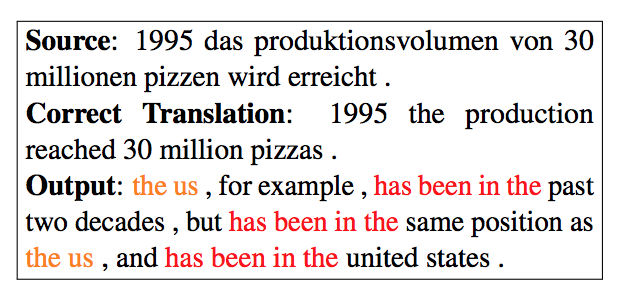 Source: 1995 das produktionsvolumen von 30
millionen pizzen wird erreicht .
Correct Translation: 1995 the production
reached 30 million pizzas .
Output: the us , for example , has been in the past
two decades , but has been in the same position as
the us , and has been in the united states .